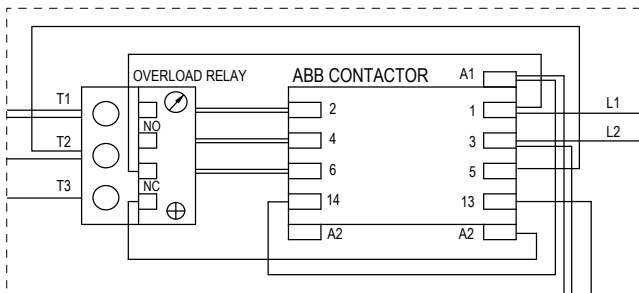 OVERLOAD RELAY
ABB CONTACTOR
A1
T1
2
1
L1
NO
T2
4
3
L2
6
5
T3
NC
14
13
A2
A2